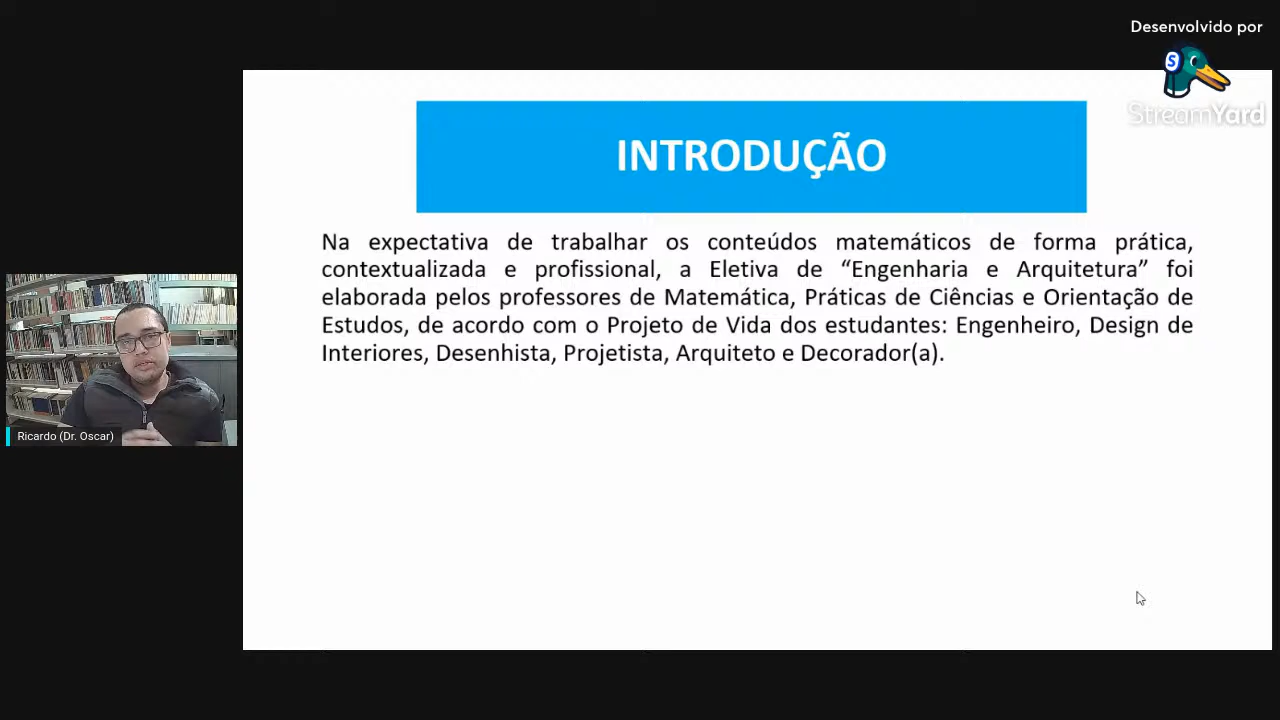 Desenvolvido por
StreamYard
INTRODUÇÃO
Na expectativa de trabalhar os conteúdos matemáticos de forma prática,
contextualizada e profissional, a Eletiva de “Engenharia e Arquitetura” foi
elaborada pelos professores de Matemática, Práticas de Ciências e Orientação de
Estudos, de acordo com o Projeto de Vida dos estudantes: Engenheiro, Design de
Interiores, Desenhista, Projetista, Arquiteto e Decorador(a).
Ricardo (Dr. Oscar)